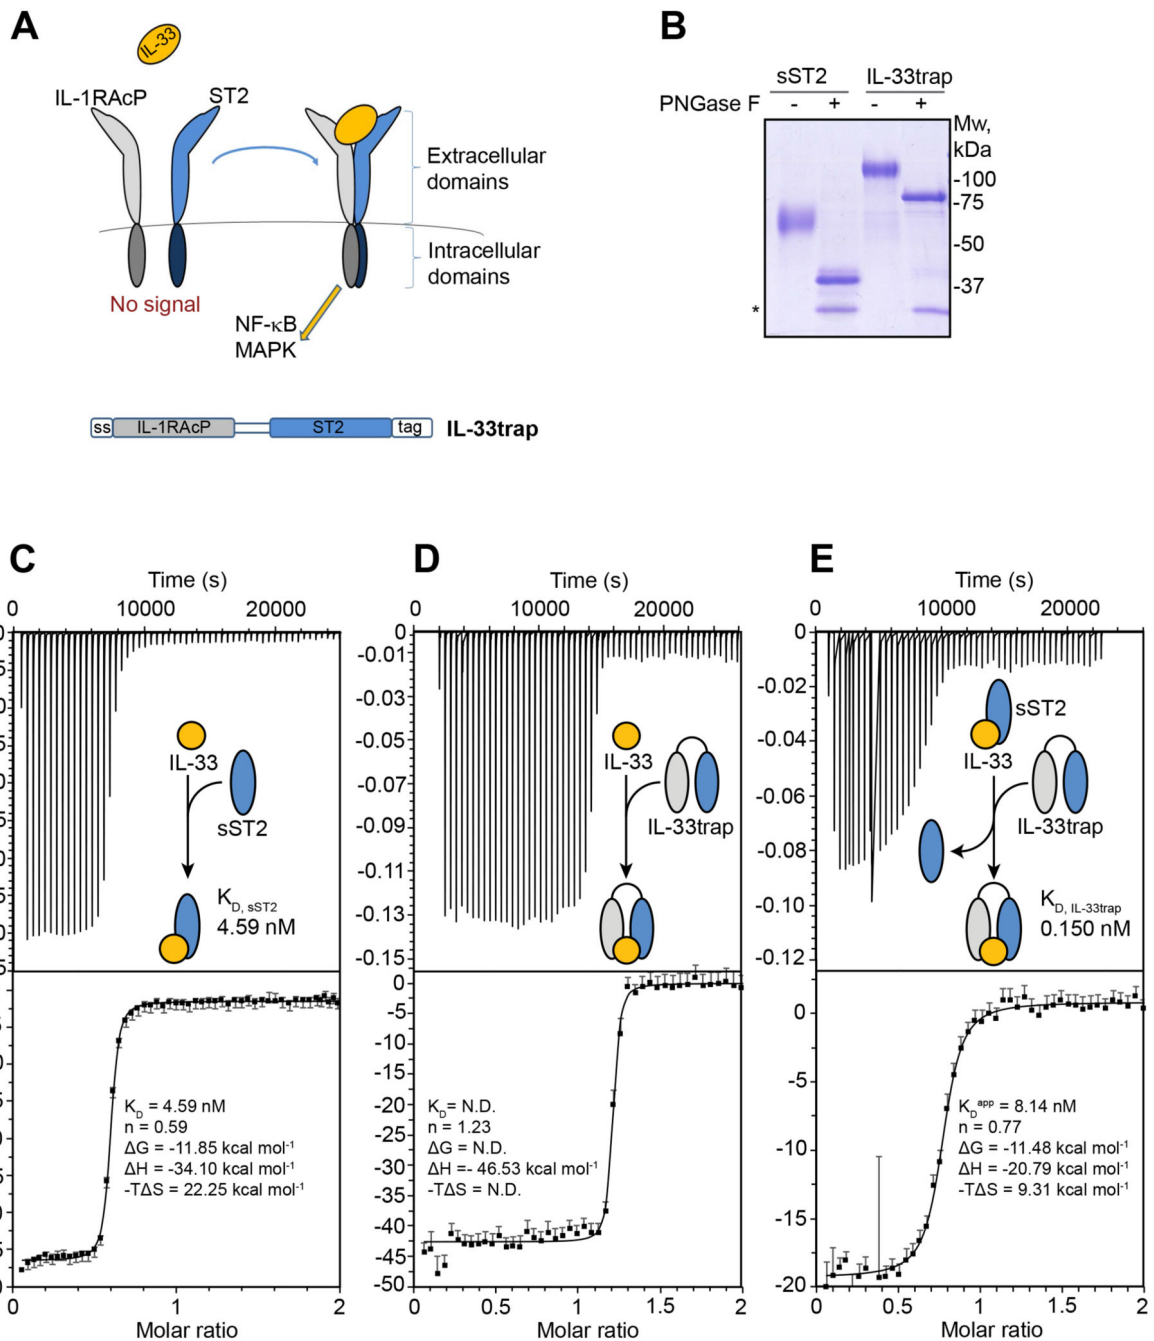 A
IL-33
IL-1RAcP
ST2
Extracellular
domains
Intracellular
domains
No signal
NF-κB
MAPK
ss
IL-1RAcP
ST2
tag
IL-33trap
B
sST2
IL-33trap
PNGase F
- + - +
Mw,
kDa
-100
-75
-50
-37
*
C
Time (s)
0 10000 20000
IL-33
sST2
K_D, sST2
4.59 nM
K_D = 4.59 nM
n = 0.59
ΔG = -11.85 kcal mol⁻¹
ΔH = -34.10 kcal mol⁻¹
-TΔS = 22.25 kcal mol⁻¹
0 1 2
Molar ratio
D
Time (s)
0 10000 20000
0
-0.01
-0.03
-0.05
-0.07
-0.09
-0.11
-0.13
-0.15
IL-33
IL-33trap
0
-5
-10
-15
-20
-25
-30
-35
-40
-45
-50
K_D= N.D.
n = 1.23
ΔG = N.D.
ΔH =- 46.53 kcal mol⁻¹
-TΔS = N.D.
0 0.5 1 1.5 2
Molar ratio
E
Time (s)
0 10000 20000
0
-0.02
-0.04
-0.06
-0.08
-0.10
-0.12
sST2
IL-33
IL-33trap
K_D, IL-33trap
0.150 nM
0
-5
-10
-15
-20
K_D^app = 8.14 nM
n = 0.77
ΔG = -11.48 kcal mol⁻¹
ΔH = -20.79 kcal mol⁻¹
-TΔS = 9.31 kcal mol⁻¹
0 0.5 1 1.5 2
Molar ratio